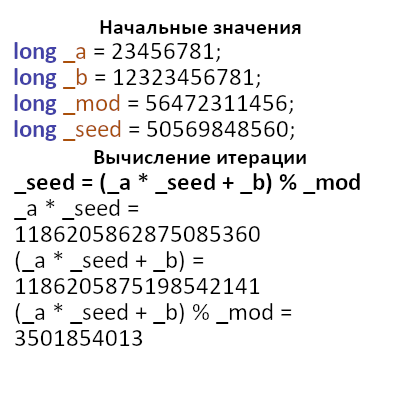 Начальные значения
long _a = 23456781;
long _b = 12323456781;
long _mod = 56472311456;
long _seed = 50569848560;
Вычисление итерации
_seed = (_a * _seed + _b) % _mod
_a * _seed =
1186205862875085360
(_a * _seed + _b) =
1186205875198542141
(_a * _seed + _b) % _mod =
3501854013